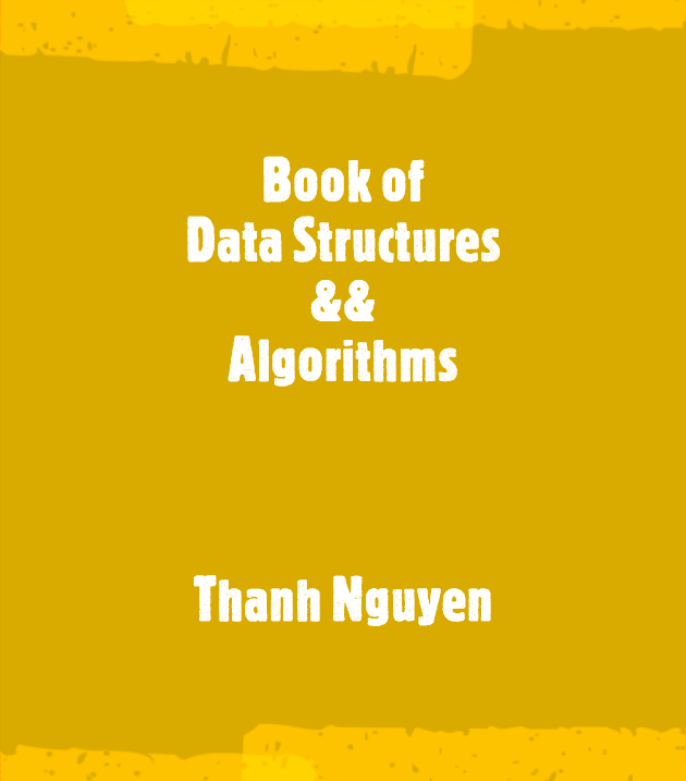 Book of
Data Structures
&&
Algorithms
Thanh Nguyen